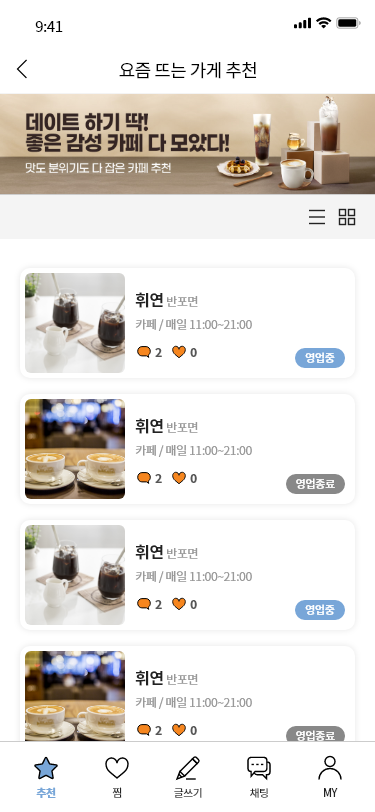 9:41
요즘 뜨는 가게 추천
데이트 하기 딱!
좋은 감성 카페 다 모았다!
맛도 분위기도 다 잡은 카페 추천
휘연 반포면
카페 / 매일 11:00~21:00
2 0
영업중
휘연 반포면
카페 / 매일 11:00~21:00
2 0
영업종료
휘연 반포면
카페 / 매일 11:00~21:00
2 0
영업중
휘연 반포면
카페 / 매일 11:00~21:00
2 0
영업종료
추천 찜 글쓰기 채팅 MY